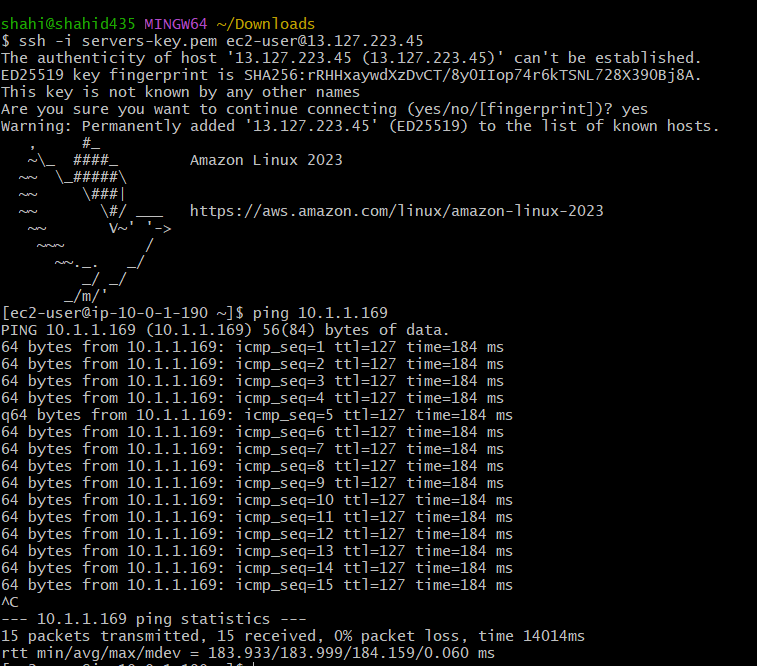 shahi@shahid435 MINGW64 ~/Downloads
$ ssh -i servers-key.pem ec2-user@13.127.223.45
The authenticity of host '13.127.223.45 (13.127.223.45)' can't be established.
ED25519 key fingerprint is SHA256:rRHHxaywdXzDvCT/8yOIIop74r6kTSNL728X390Bj8A.
This key is not known by any other names
Are you sure you want to continue connecting (yes/no/[fingerprint])? yes
Warning: Permanently added '13.127.223.45' (ED25519) to the list of known hosts.
   ,     #_
   ~\_  ####_        Amazon Linux 2023
  ~~  \_#####\
  ~~     \###|
  ~~       \#/ ___   https://aws.amazon.com/linux/amazon-linux-2023
   ~~       V~' '->
    ~~~         /
      ~~._.   _/
         _/ _/
       _/m/'
[ec2-user@ip-10-0-1-190 ~]$ ping 10.1.1.169
PING 10.1.1.169 (10.1.1.169) 56(84) bytes of data.
64 bytes from 10.1.1.169: icmp_seq=1 ttl=127 time=184 ms
64 bytes from 10.1.1.169: icmp_seq=2 ttl=127 time=184 ms
64 bytes from 10.1.1.169: icmp_seq=3 ttl=127 time=184 ms
64 bytes from 10.1.1.169: icmp_seq=4 ttl=127 time=184 ms
q64 bytes from 10.1.1.169: icmp_seq=5 ttl=127 time=184 ms
64 bytes from 10.1.1.169: icmp_seq=6 ttl=127 time=184 ms
64 bytes from 10.1.1.169: icmp_seq=7 ttl=127 time=184 ms
64 bytes from 10.1.1.169: icmp_seq=8 ttl=127 time=184 ms
64 bytes from 10.1.1.169: icmp_seq=9 ttl=127 time=184 ms
64 bytes from 10.1.1.169: icmp_seq=10 ttl=127 time=184 ms
64 bytes from 10.1.1.169: icmp_seq=11 ttl=127 time=184 ms
64 bytes from 10.1.1.169: icmp_seq=12 ttl=127 time=184 ms
64 bytes from 10.1.1.169: icmp_seq=13 ttl=127 time=184 ms
64 bytes from 10.1.1.169: icmp_seq=14 ttl=127 time=184 ms
64 bytes from 10.1.1.169: icmp_seq=15 ttl=127 time=184 ms
^C
--- 10.1.1.169 ping statistics ---
15 packets transmitted, 15 received, 0% packet loss, time 14014ms
rtt min/avg/max/mdev = 183.933/183.999/184.159/0.060 ms